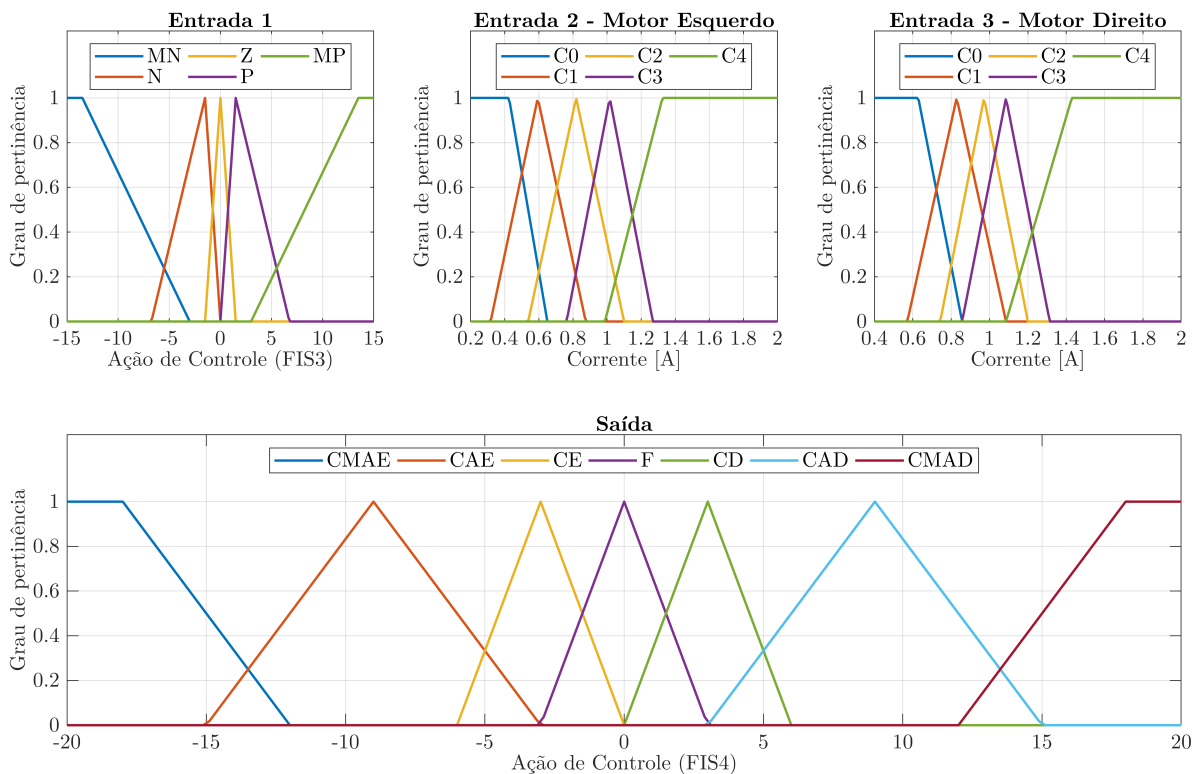 Entrada 1
MN Z MP
N P
Grau de pertinência
1
0.8
0.6
0.4
0.2
0
-15 -10 -5 0 5 10 15
Ação de Controle (FIS3)
Entrada 2 - Motor Esquerdo
C0 C2 C4
C1 C3
Grau de pertinência
1
0.8
0.6
0.4
0.2
0
0.2 0.4 0.6 0.8 1 1.2 1.4 1.6 1.8 2
Corrente [A]
Entrada 3 - Motor Direito
C0 C2 C4
C1 C3
Grau de pertinência
1
0.8
0.6
0.4
0.2
0
0.4 0.6 0.8 1 1.2 1.4 1.6 1.8 2
Corrente [A]
Saída
CMAE CAE CE F CD CAD CMAD
Grau de pertinência
1
0.8
0.6
0.4
0.2
0
-20 -15 -10 -5 0 5 10 15 20
Ação de Controle (FIS4)